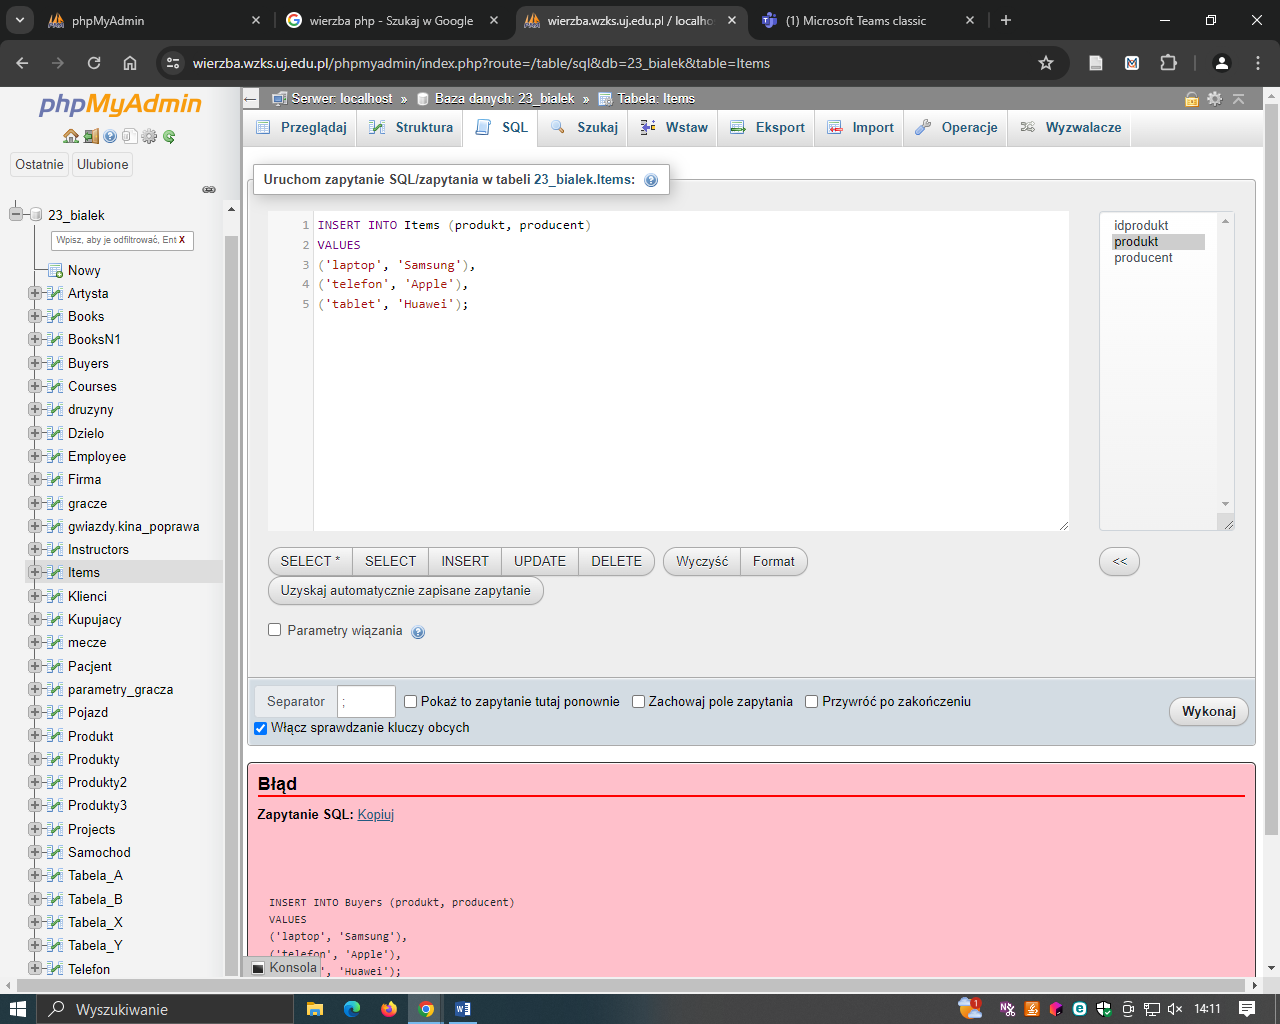 phpMyAdmin
wierzba php - Szukaj w Google
wierzba.wzks.uj.edu.pl / localho
(1) Microsoft Teams classic
wierzba.wzks.uj.edu.pl/phpmyadmin/index.php?route=/table/sql&db=23_bialek&table=Items
phpMyAdmin
Ostatnie
Ulubione
23_bialek
Wpisz, aby je odfiltrować, Ent X
Nowy
Artysta
Books
BooksN1
Buyers
Courses
druzyny
Dzielo
Employee
Firma
gracze
gwiazdy.kina_poprawa
Instructors
Items
Klienci
Kupujacy
mecze
Pacjent
parametry_gracza
Pojazd
Produkt
Produkty
Produkty2
Produkty3
Projects
Samochod
Tabela_A
Tabela_B
Tabela_X
Tabela_Y
Telefon
Serwer: localhost » Baza danych: 23_bialek » Tabela: Items
Przeglądaj
Struktura
SQL
Szukaj
Wstaw
Eksport
Import
Operacje
Wyzwalacze
Uruchom zapytanie SQL/zapytania w tabeli 23_bialek.Items:
1 INSERT INTO Items (produkt, producent)
2 VALUES
3 ('laptop', 'Samsung'),
4 ('telefon', 'Apple'),
5 ('tablet', 'Huawei');
idprodukt
produkt
producent
SELECT *
SELECT
INSERT
UPDATE
DELETE
Wyczyść
Format
<<
Uzyskaj automatycznie zapisane zapytanie
Parametry wiązania
Separator
;
Pokaż to zapytanie tutaj ponownie
Zachowaj pole zapytania
Przywróć po zakończeniu
Włącz sprawdzanie kluczy obcych
Wykonaj
Błąd
Zapytanie SQL: Kopiuj
INSERT INTO Buyers (produkt, producent)
VALUES
('laptop', 'Samsung'),
('telefon', 'Apple'),
', 'Huawei');
Konsola
Wyszukiwanie
1
14:11